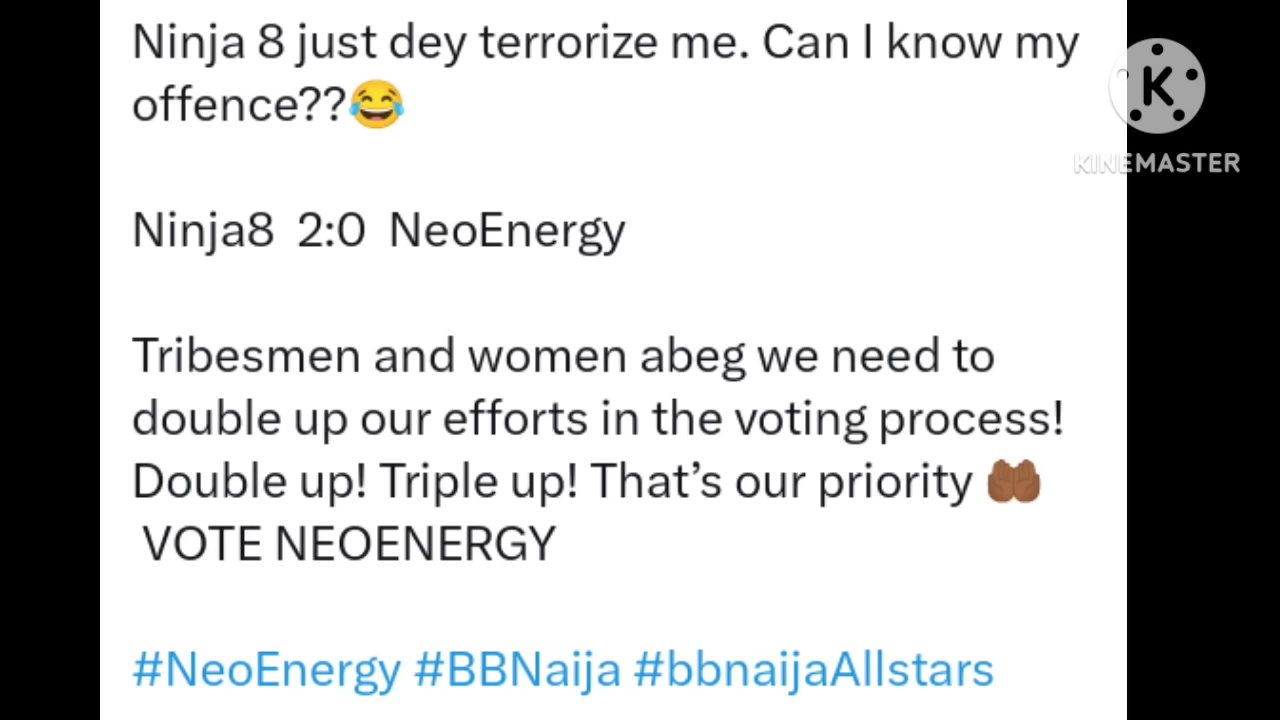 Ninja 8 just dey terrorize me. Can I know my
offence??😂
K
KINEMASTER
Ninja8 2:0 NeoEnergy
Tribesmen and women abeg we need to
double up our efforts in the voting process!
Double up! Triple up! That’s our priority 🤲🏾
VOTE NEOENERGY
#NeoEnergy #BBNaija #bbnaijaAllstars